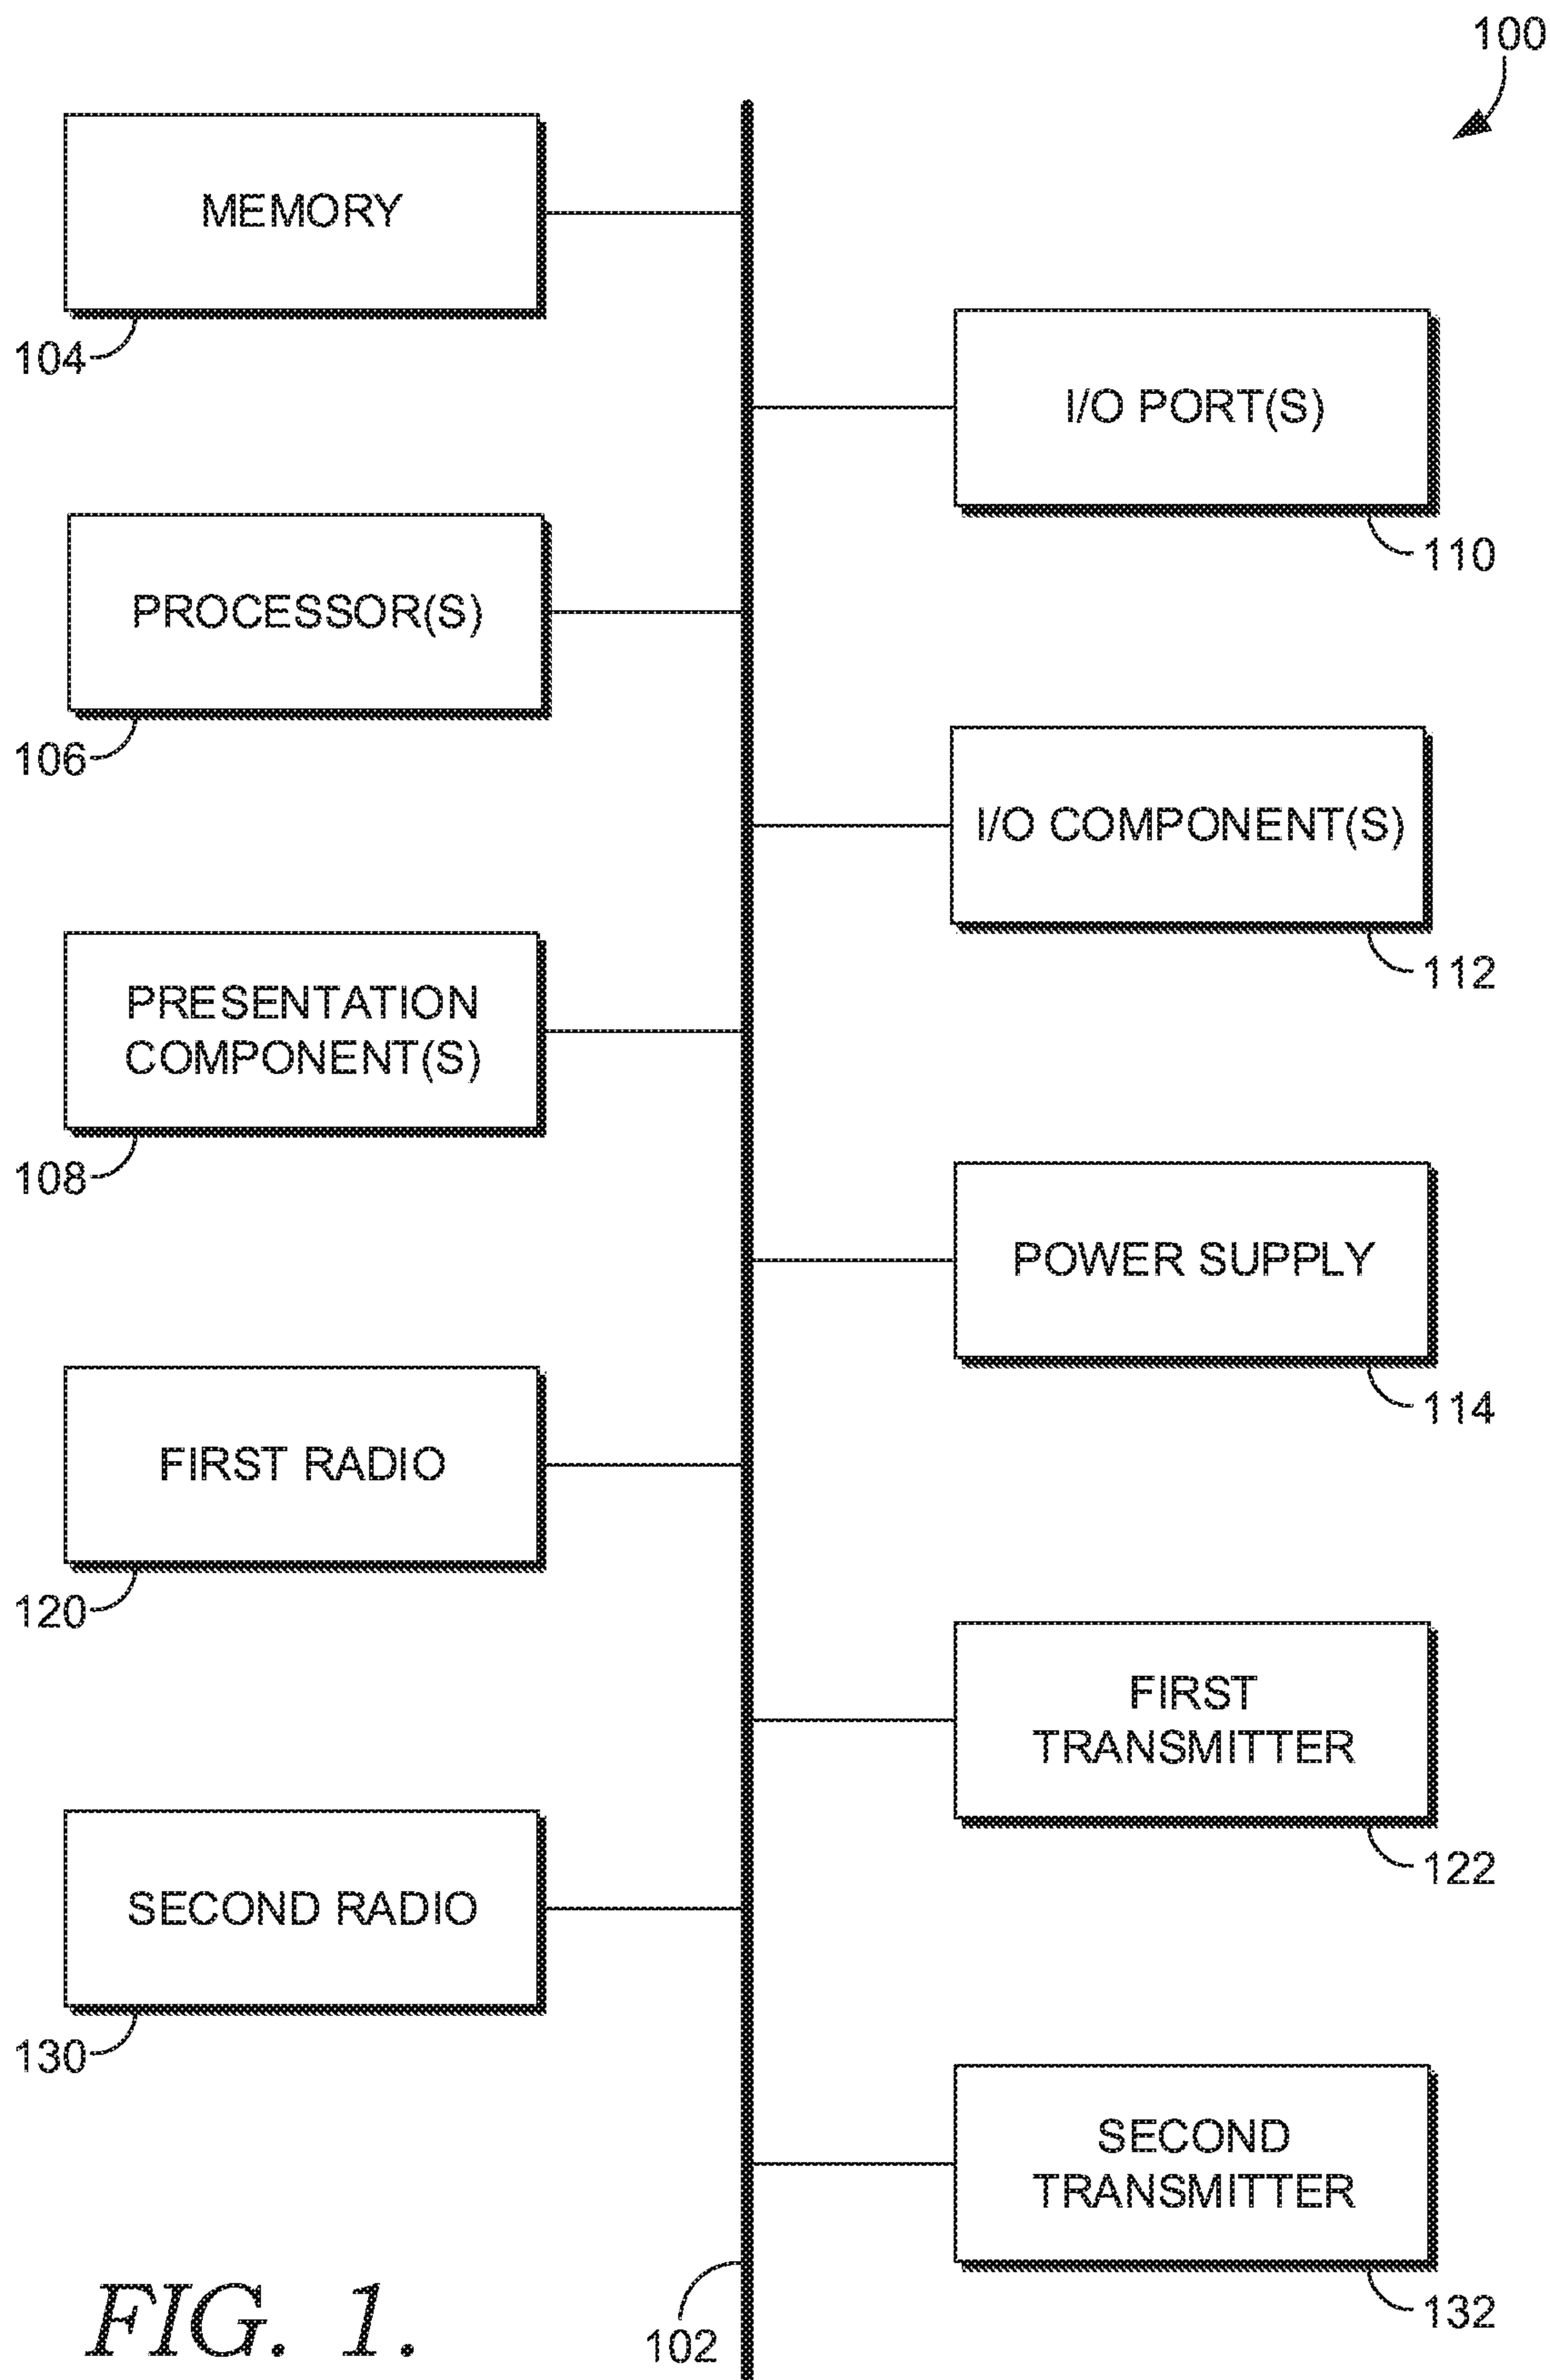 100
MEMORY
104
I/O PORT(S)
110
PROCESSOR(S)
106
I/O COMPONENT(S)
112
PRESENTATION
COMPONENT(S)
108
POWER SUPPLY
114
FIRST RADIO
120
FIRST
TRANSMITTER
122
SECOND RADIO
130
SECOND
TRANSMITTER
132
102
FIG. 1.